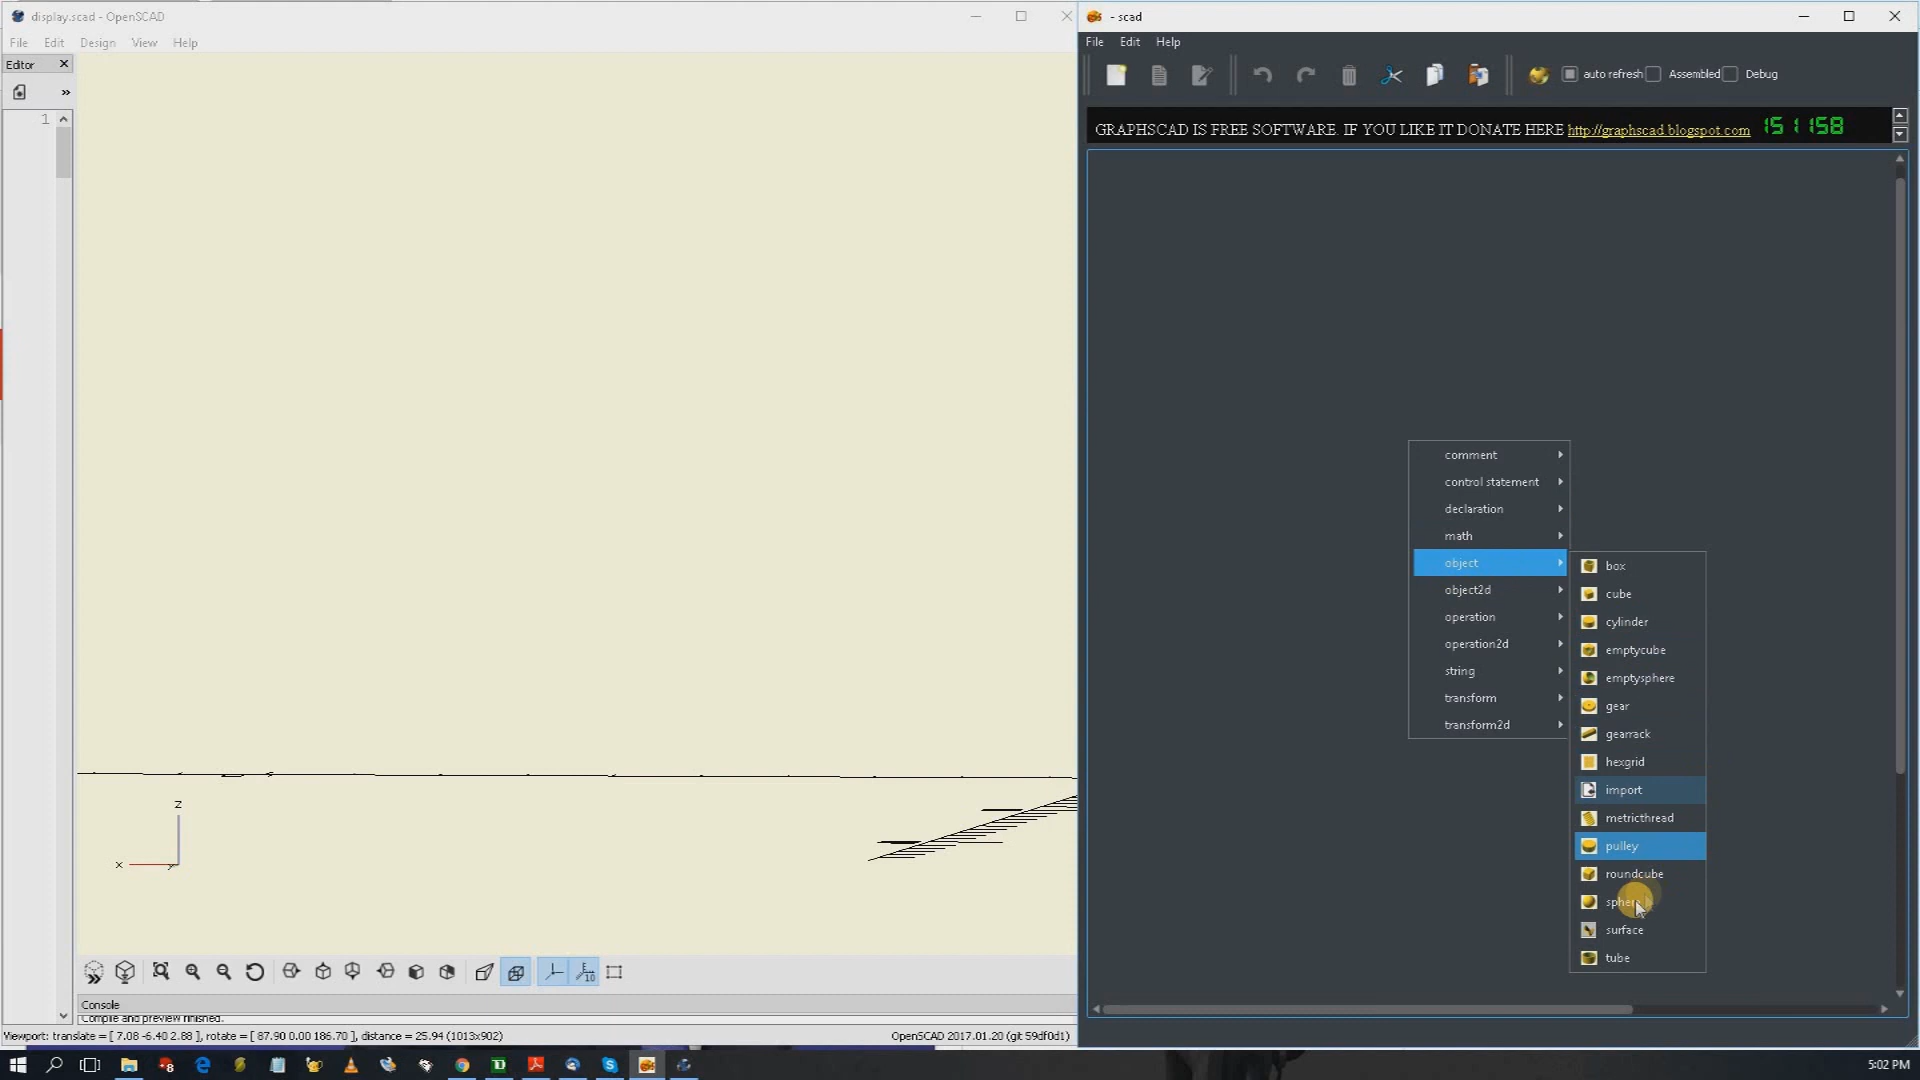 display.scad - OpenSCAD
File Edit Design View Help
Editor
»
1
z
x
Console
Compile and preview finished.
Viewport: translate = [ 7.08 -6.40 2.88 ], rotate = [ 87.90 0.00 186.70 ], distance = 25.94 (1013x902)
OpenSCAD 2017.01.20 (git 59df0d1)
- scad
File Edit Help
auto refresh Assembled Debug
GRAPHSCAD IS FREE SOFTWARE. IF YOU LIKE IT DONATE HERE http://graphscad.blogspot.com 151158
comment
control statement
declaration
math
object
object2d
operation
operation2d
string
transform
transform2d
box
cube
cylinder
emptycube
emptysphere
gear
gearrack
hexgrid
import
metricthread
pulley
roundcube
sphere
surface
tube
5:02 PM